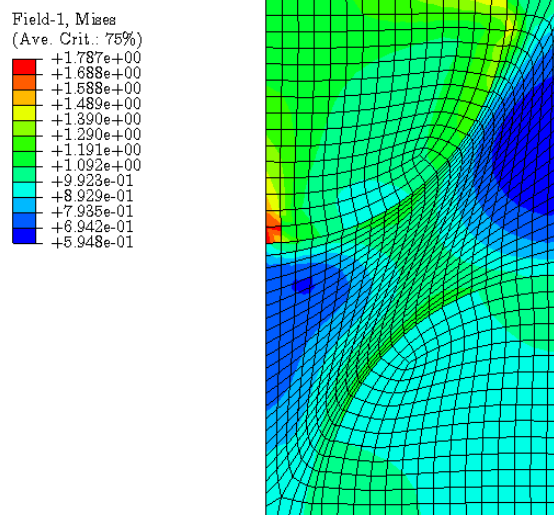 Field-1, Mises
(Ave. Crit.: 75%)
+1.787e+00
+1.688e+00
+1.588e+00
+1.489e+00
+1.390e+00
+1.290e+00
+1.191e+00
+1.092e+00
+9.923e-01
+8.929e-01
+7.935e-01
+6.942e-01
+5.948e-01